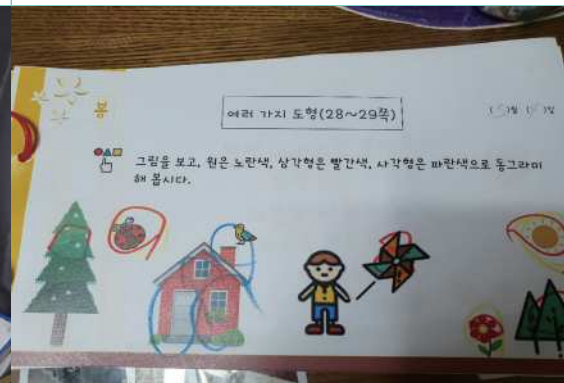 봄
여러 가지 도형(28~29쪽)
그림을 보고, 원은 노란색, 삼각형은 빨간색, 사각형은 파란색으로 동그라미
해 봅시다.